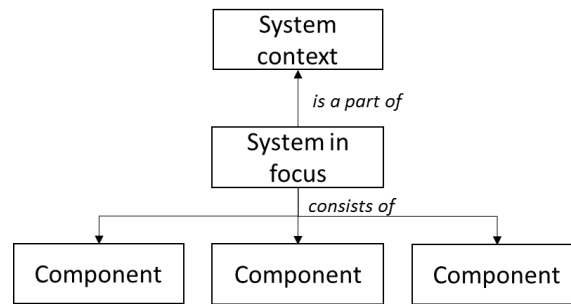 System
context
is a part of
System in
focus
consists of
Component
Component
Component